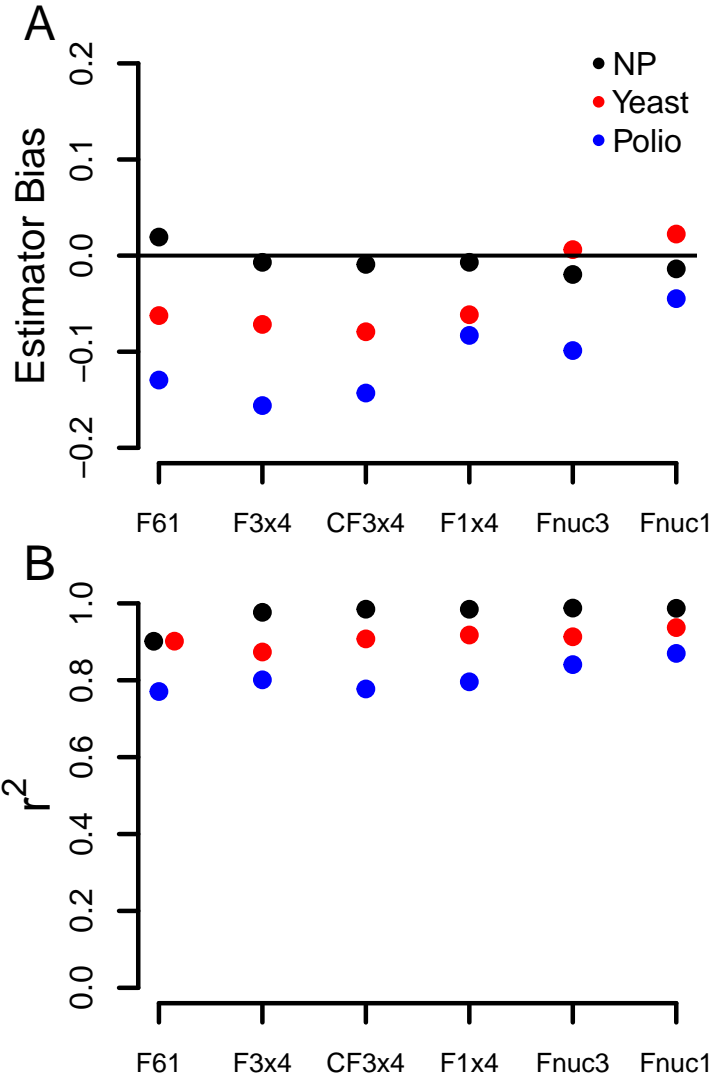 A
Estimator Bias
0.2
0.1
0.0
−0.1
−0.2
NP
Yeast
Polio
F61 F3x4 CF3x4 F1x4 Fnuc3 Fnuc1
B
r²
1.0
0.8
0.6
0.4
0.2
0.0
F61 F3x4 CF3x4 F1x4 Fnuc3 Fnuc1